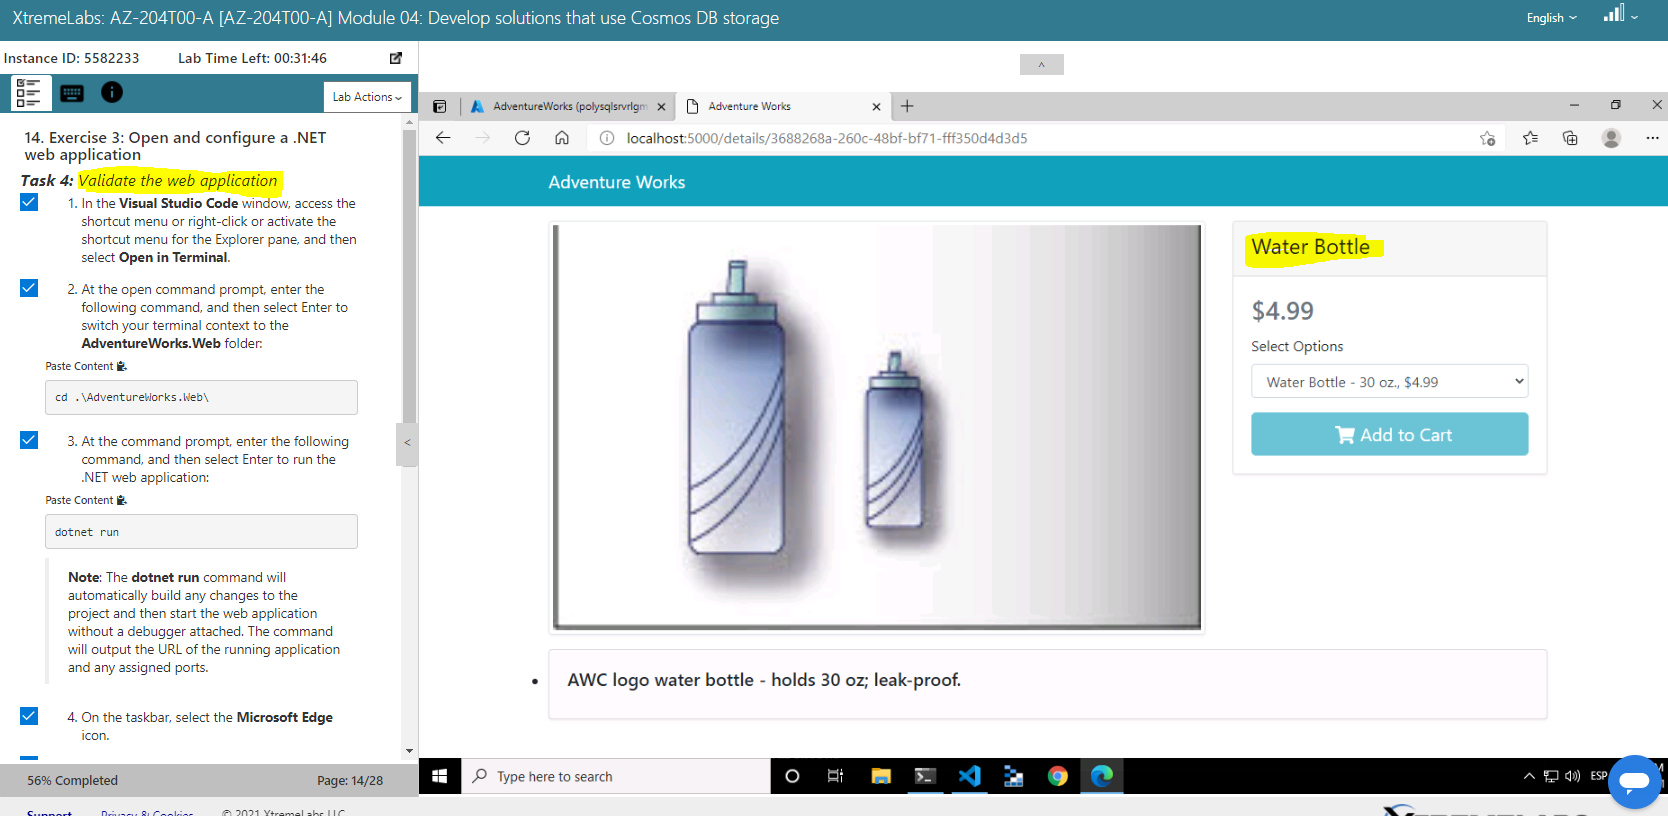 XtremeLabs: AZ-204T00-A [AZ-204T00-A] Module 04: Develop solutions that use Cosmos DB storage
English
Instance ID: 5582233 Lab Time Left: 00:31:46
Lab Actions
14. Exercise 3: Open and configure a .NET
web application
Task 4: Validate the web application
1. In the Visual Studio Code window, access the
shortcut menu or right-click or activate the
shortcut menu for the Explorer pane, and then
select Open in Terminal.
2. At the open command prompt, enter the
following command, and then select Enter to
switch your terminal context to the
AdventureWorks.Web folder:
Paste Content
cd .\AdventureWorks.Web\
3. At the command prompt, enter the following
command, and then select Enter to run the
.NET web application:
Paste Content
dotnet run
Note: The dotnet run command will
automatically build any changes to the
project and then start the web application
without a debugger attached. The command
will output the URL of the running application
and any assigned ports.
4. On the taskbar, select the Microsoft Edge
icon.
56% Completed Page: 14/28
Support Privacy & Cookies © 2021 XtremeLabs LLC
AdventureWorks (polysqlsrvrlgm
Adventure Works
localhost:5000/details/3688268a-260c-48bf-bf71-fff350d4d3d5
Adventure Works
Water Bottle
$4.99
Select Options
Water Bottle - 30 oz., $4.99
Add to Cart
AWC logo water bottle - holds 30 oz; leak-proof.
Type here to search
ESP